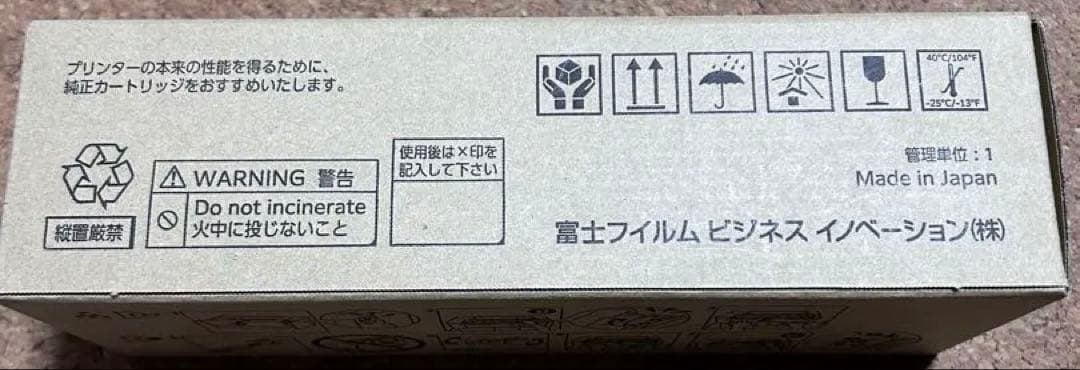 プリンターの本来の性能を得るために、
純正カートリッジをおすすめいたします。
40°C/104°F
-25°C/-13°F
使用後は×印を
記入して下さい
管理単位：1
Made in Japan
WARNING 警告
Do not incinerate
火中に投じないこと
縦置厳禁
富士フイルム ビジネス イノベーション(株)